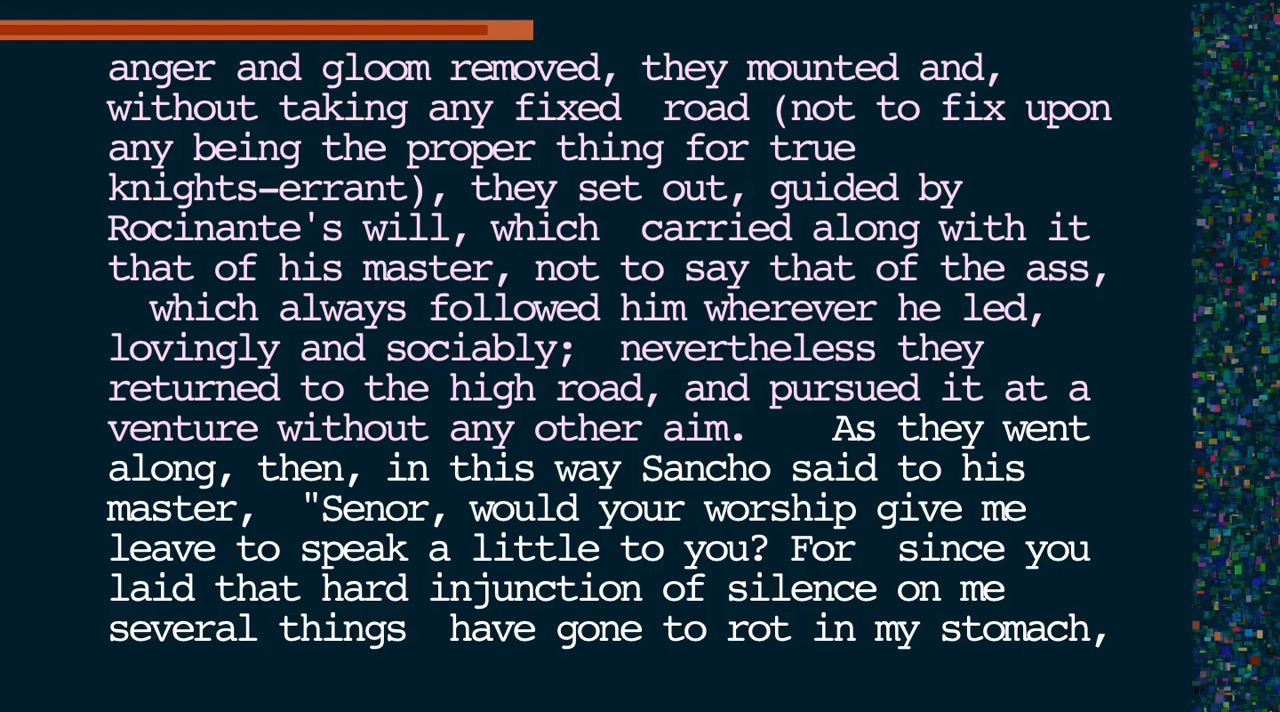 anger and gloom removed, they mounted and,
without taking any fixed  road (not to fix upon
any being the proper thing for true
knights-errant), they set out, guided by
Rocinante's will, which  carried along with it
that of his master, not to say that of the ass,
  which always followed him wherever he led,
lovingly and sociably;  nevertheless they
returned to the high road, and pursued it at a
venture without any other aim.    As they went
along, then, in this way Sancho said to his
master,  "Senor, would your worship give me
leave to speak a little to you? For  since you
laid that hard injunction of silence on me
several things  have gone to rot in my stomach,